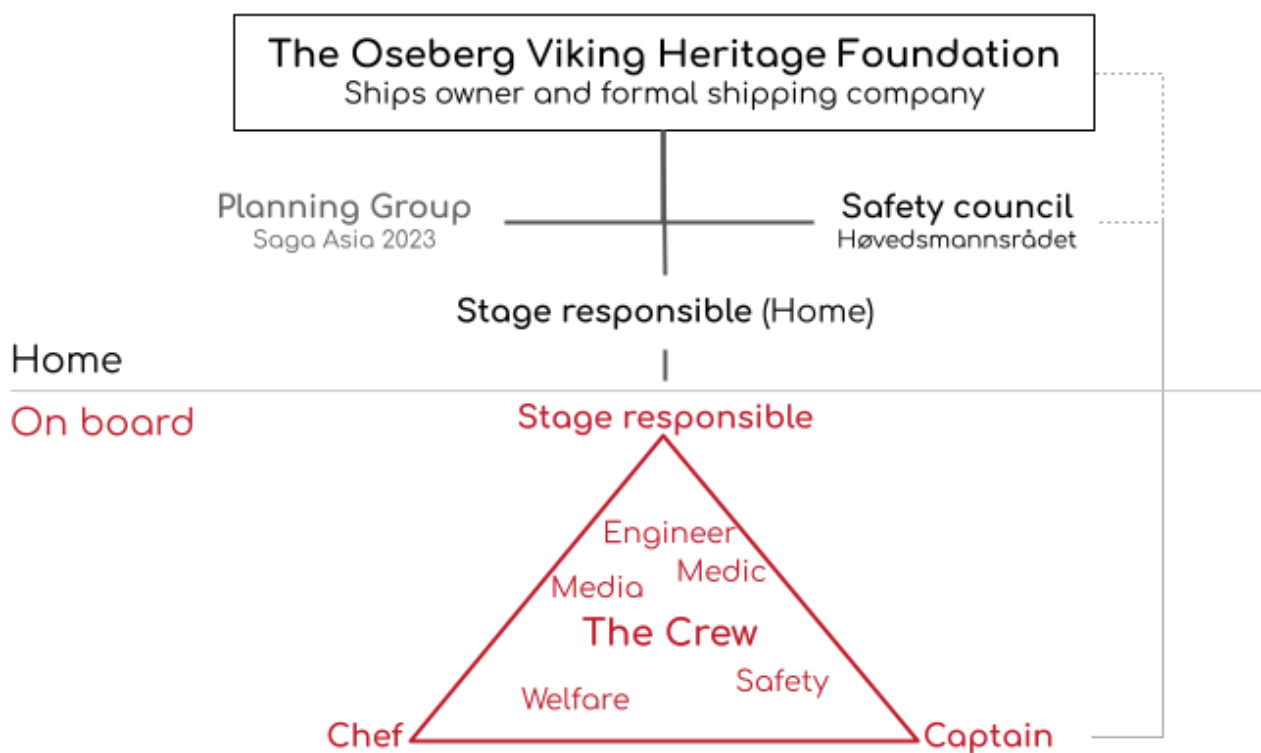 The Oseberg Viking Heritage Foundation
Ships owner and formal shipping company
Planning Group
Saga Asia 2023
Safety council
Høvedsmannsrådet
Stage responsible (Home)
Home
On board
Stage responsible
Engineer
Medic
Media
The Crew
Safety
Welfare
Chef
Captain